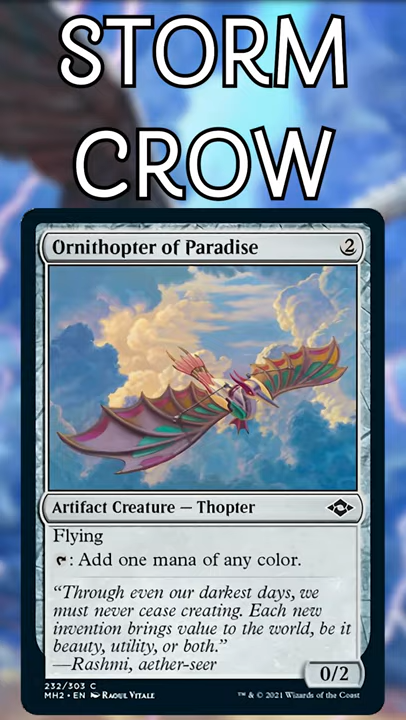 STORM
CROW
Ornithopter of Paradise 2
Artifact Creature — Thopter
Flying
: Add one mana of any color.
“Through even our darkest days, we
must never cease creating. Each new
invention brings value to the world, be it
beauty, utility, or both.”
—Rashmi, aether-seer
0/2
232/303 C
MH2 • EN Raoul Vitale
™ & © 2021 Wizards of the Coast